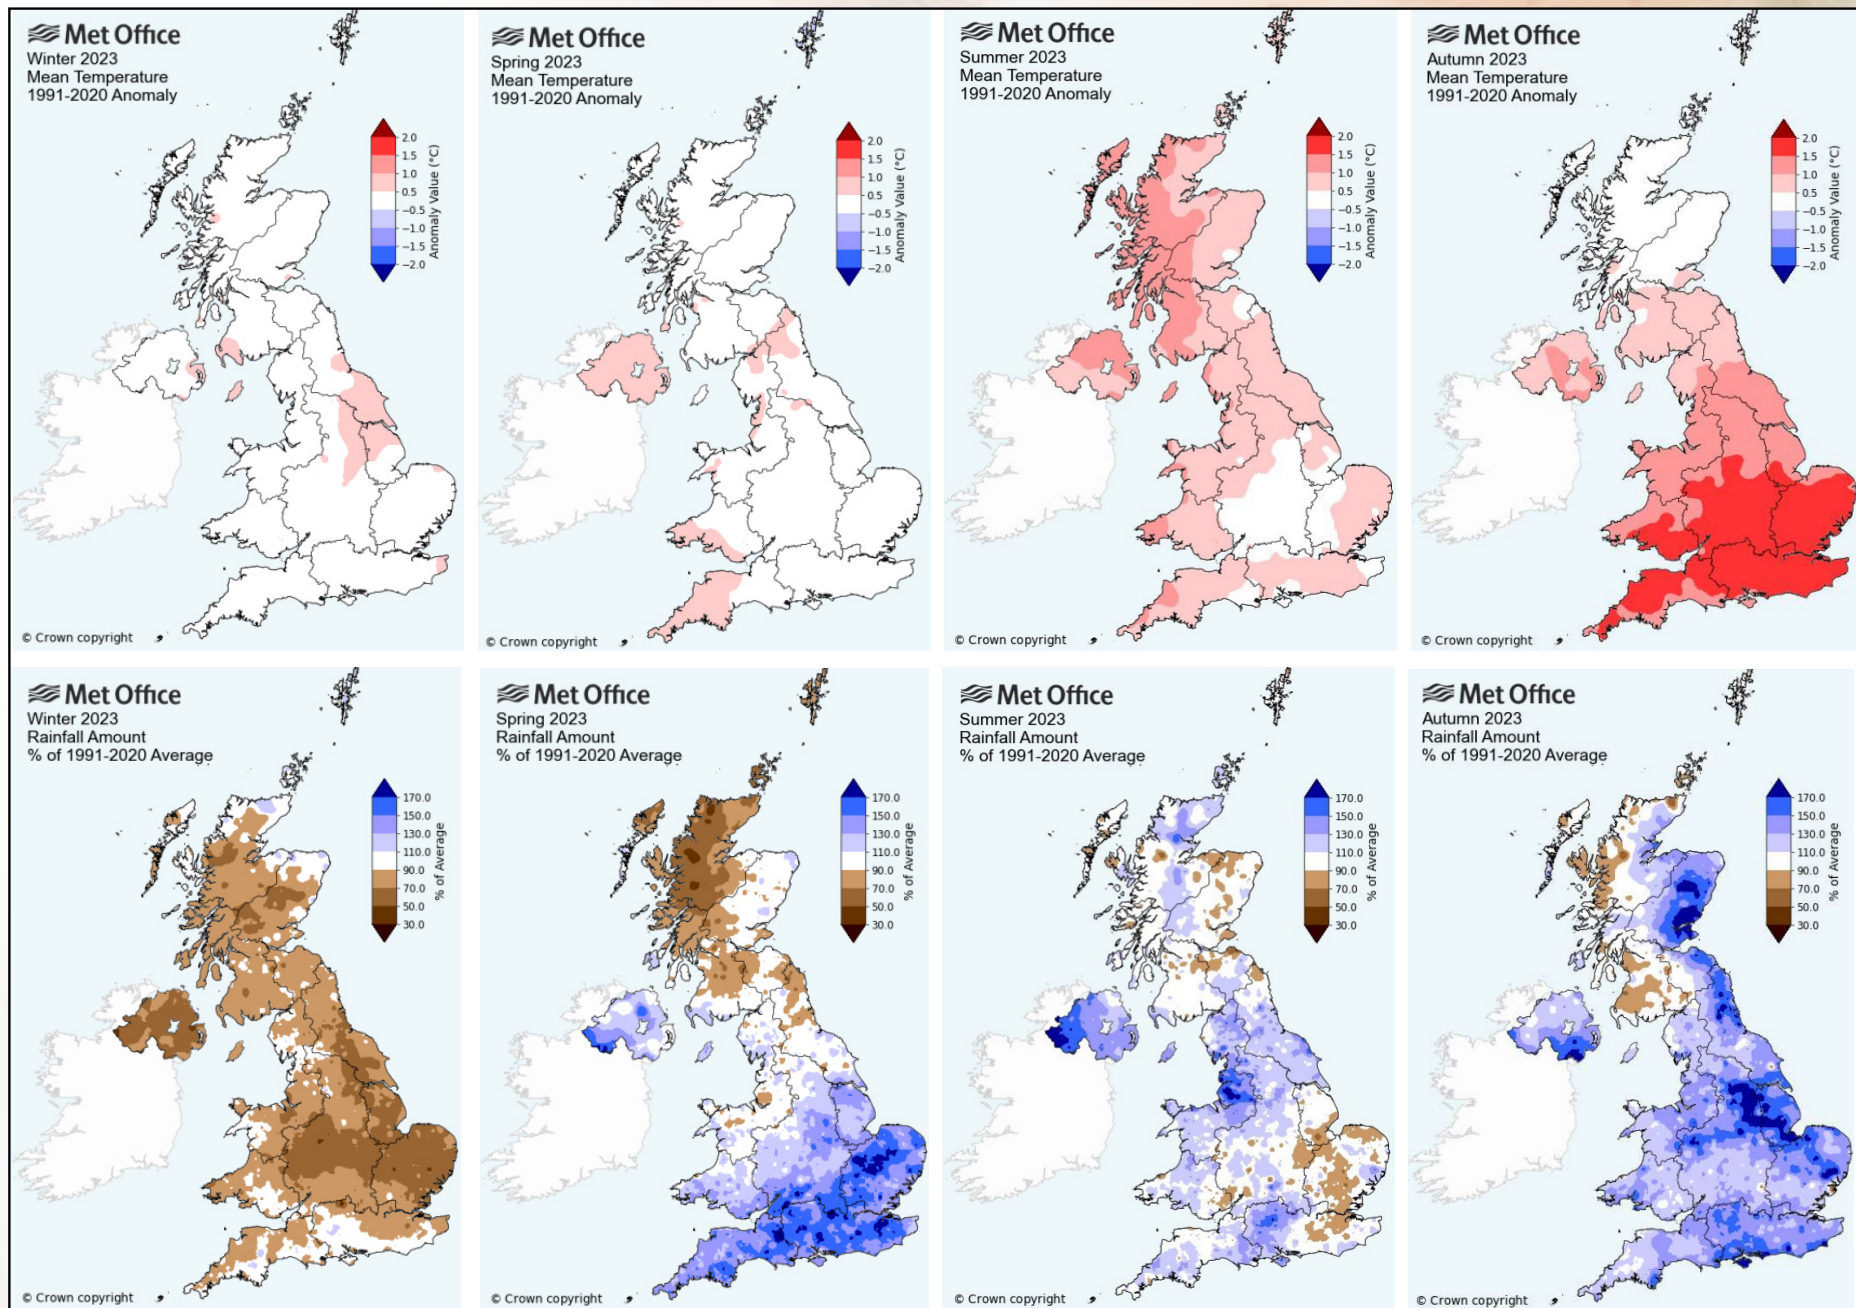 Met Office
Winter 2023
Mean Temperature
1991-2020 Anomaly
2.0
1.5
1.0
0.5
−0.5
−1.0
−1.5
−2.0
Anomaly Value (°C)
© Crown copyright
Met Office
Spring 2023
Mean Temperature
1991-2020 Anomaly
2.0
1.5
1.0
0.5
−0.5
−1.0
−1.5
−2.0
Anomaly Value (°C)
© Crown copyright
Met Office
Summer 2023
Mean Temperature
1991-2020 Anomaly
2.0
1.5
1.0
0.5
−0.5
−1.0
−1.5
−2.0
Anomaly Value (°C)
© Crown copyright
Met Office
Autumn 2023
Mean Temperature
1991-2020 Anomaly
2.0
1.5
1.0
0.5
−0.5
−1.0
−1.5
−2.0
Anomaly Value (°C)
© Crown copyright
Met Office
Winter 2023
Rainfall Amount
% of 1991-2020 Average
170.0
150.0
130.0
110.0
90.0
70.0
50.0
30.0
% of Average
© Crown copyright
Met Office
Spring 2023
Rainfall Amount
% of 1991-2020 Average
170.0
150.0
130.0
110.0
90.0
70.0
50.0
30.0
% of Average
© Crown copyright
Met Office
Summer 2023
Rainfall Amount
% of 1991-2020 Average
170.0
150.0
130.0
110.0
90.0
70.0
50.0
30.0
% of Average
© Crown copyright
Met Office
Autumn 2023
Rainfall Amount
% of 1991-2020 Average
170.0
150.0
130.0
110.0
90.0
70.0
50.0
30.0
% of Average
© Crown copyright